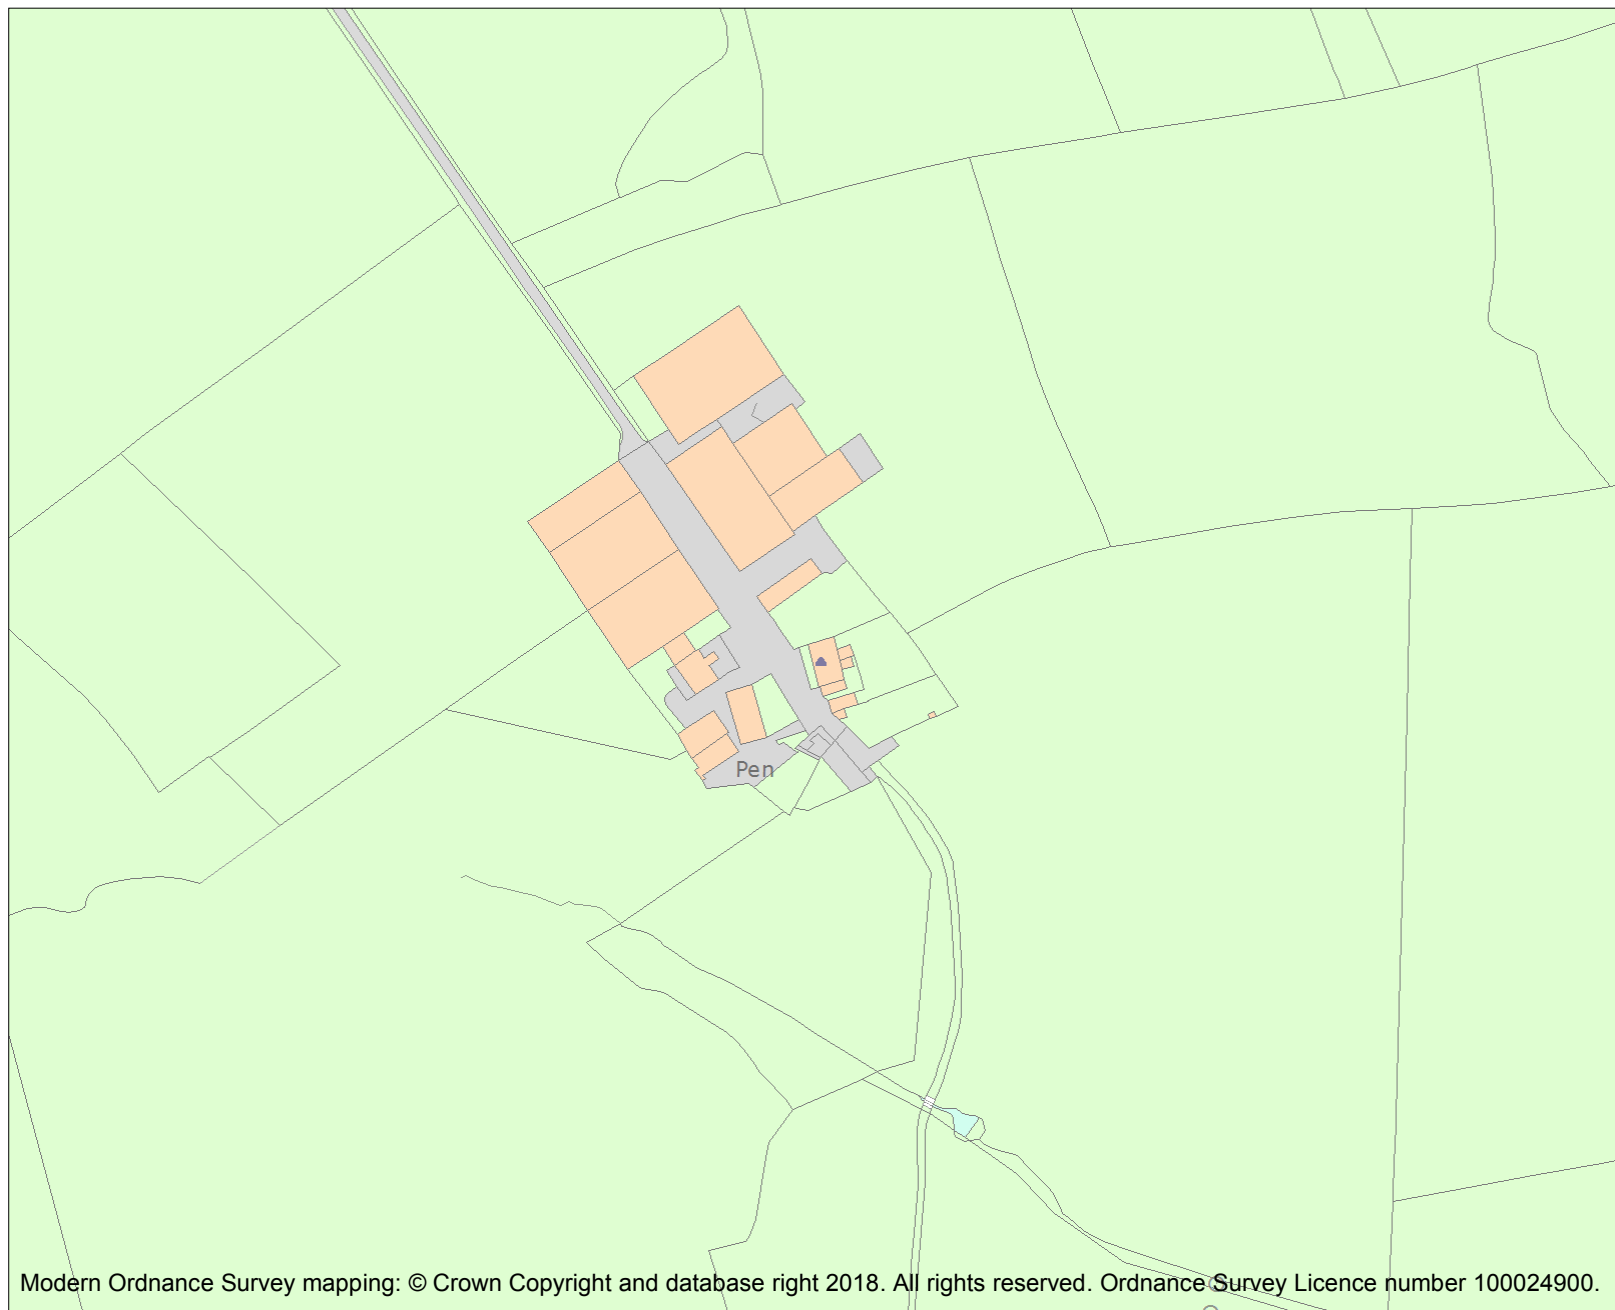 Pen
Modern Ordnance Survey mapping: © Crown Copyright and database right 2018. All rights reserved. Ordnance Survey Licence number 100024900.